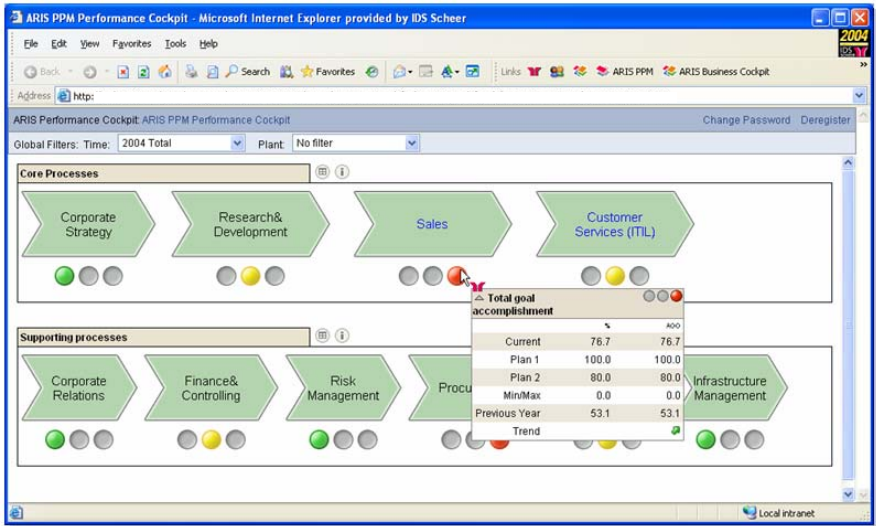 ARIS PPM Performance Cockpit - Microsoft Internet Explorer provided by IDS Scheer
File Edit View Favorites Tools Help
2004
IDS
Back Search Favorites Links ARIS PPM ARIS Business Cockpit
Address http:
ARIS Performance Cockpit: ARIS PPM Performance Cockpit Change Password Deregister
Global Filters: Time: 2004 Total Plant: No filter
Core Processes
Corporate Strategy
Research& Development
Sales
Customer Services (ITIL)
Total goal accomplishment
%
Current 76.7 76.7
Plan 1 100.0 100.0
Plan 2 80.0 80.0
Min/Max 0.0 0.0
Previous Year 53.1 53.1
Trend
Supporting processes
Corporate Relations
Finance& Controlling
Risk Management
Procu
Infrastructure Management
Local intranet